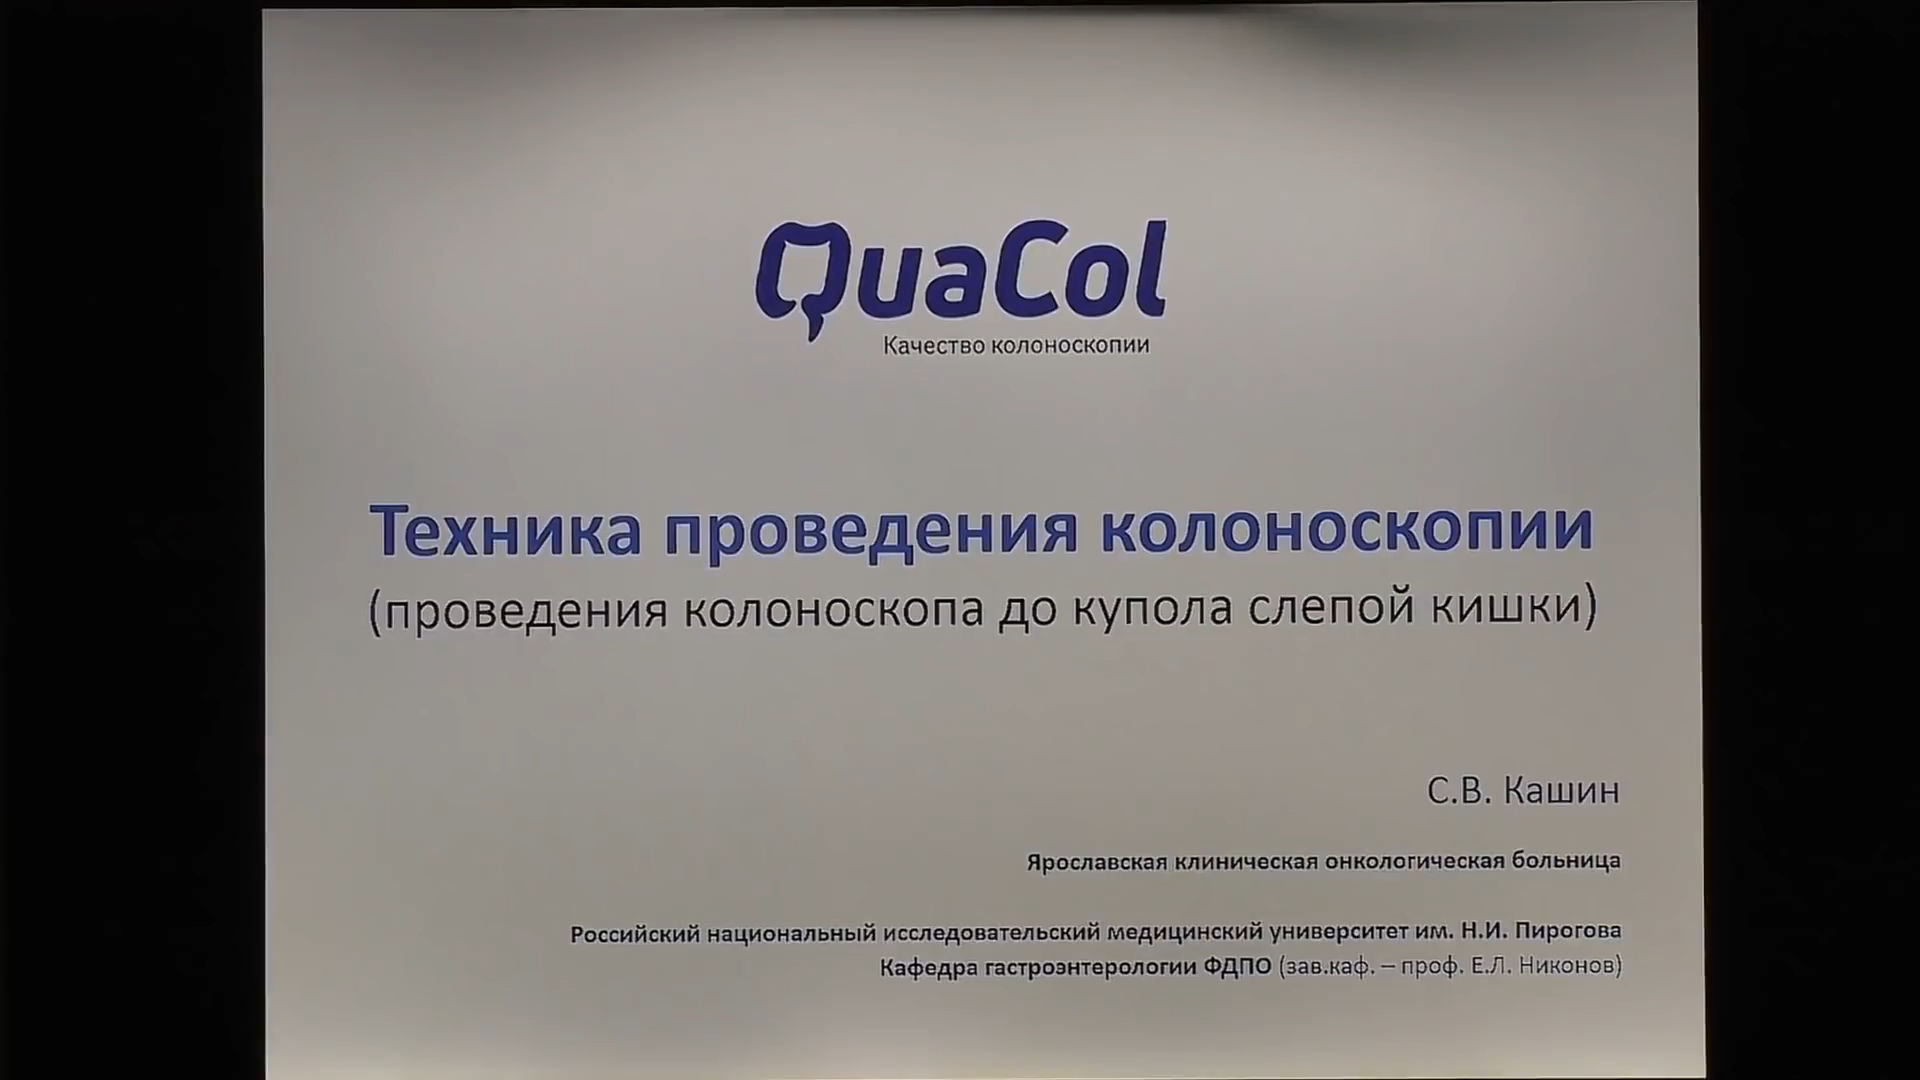 QuaCol
Качество колоноскопии
Техника проведения колоноскопии
(проведения колоноскопа до купола слепой кишки)
С.В. Кашин
Ярославская клиническая онкологическая больница
Российский национальный исследовательский медицинский университет им. Н.И. Пирогова
Кафедра гастроэнтерологии ФДПО (зав.каф. – проф. Е.Л. Никонов)